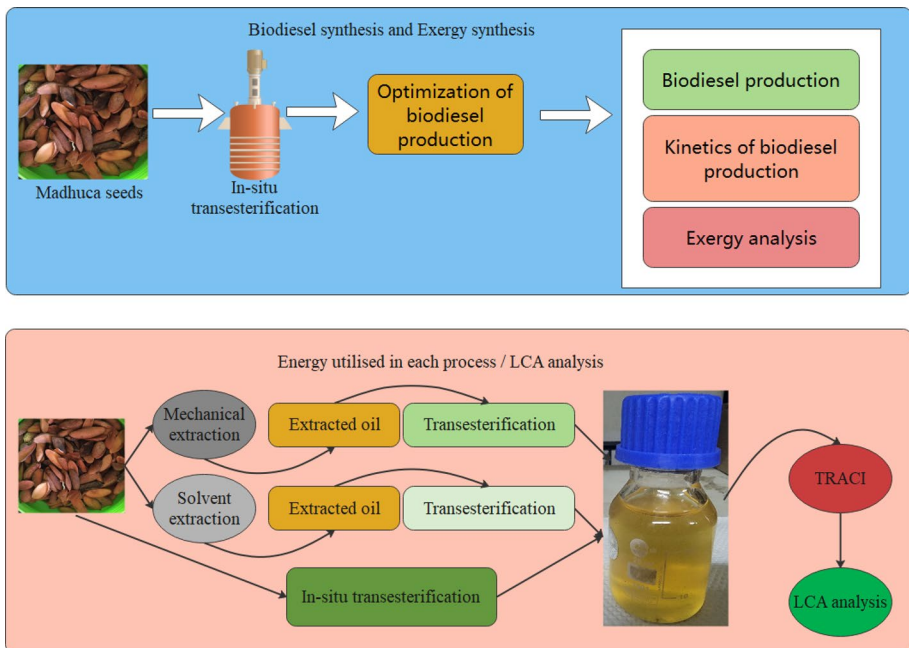 Biodiesel synthesis and Exergy synthesis
Madhuca seeds
In-situ
transesterification
Optimization of
biodiesel
production
Biodiesel production
Kinetics of biodiesel
production
Exergy analysis
Energy utilised in each process / LCA analysis
Mechanical
extraction
Extracted oil
Transesterification
Solvent
extraction
Extracted oil
Transesterification
In-situ transesterification
TRACI
LCA analysis